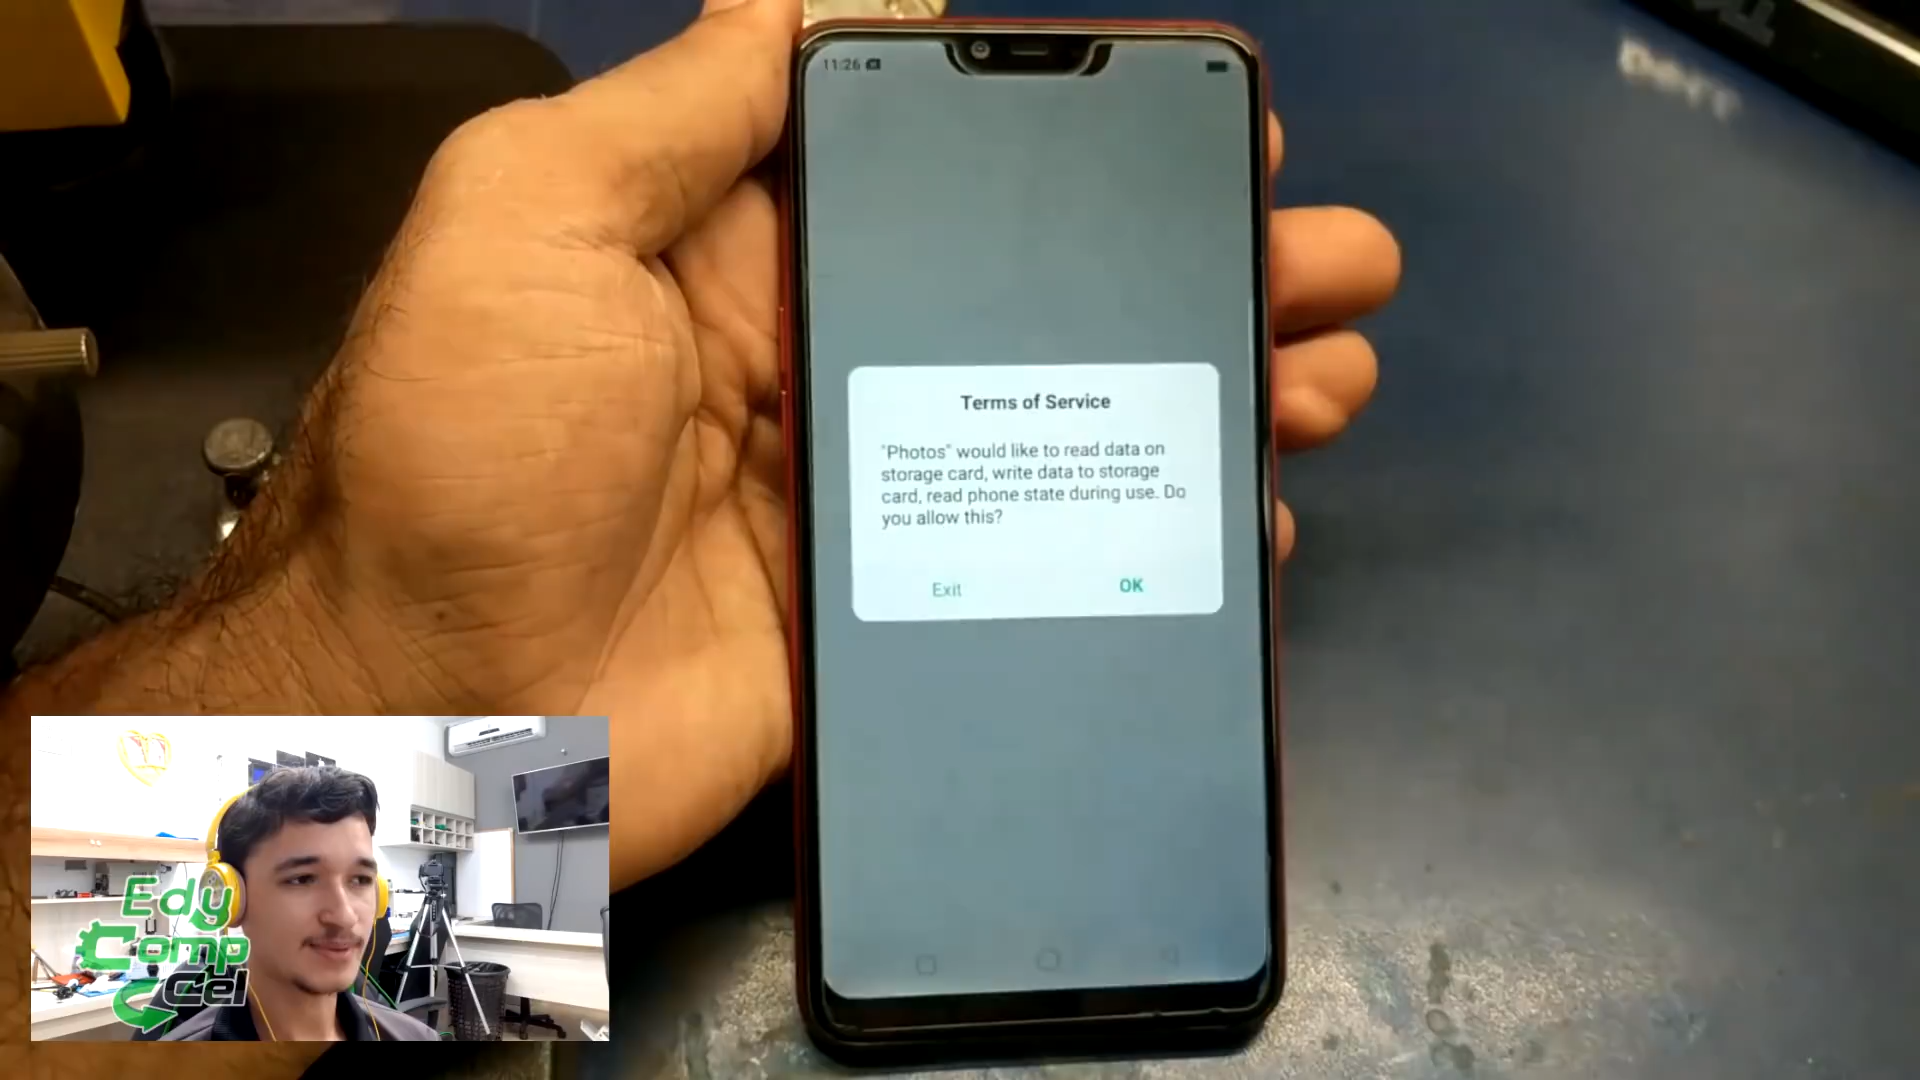 11:26
Terms of Service
"Photos" would like to read data on
storage card, write data to storage
card, read phone state during use. Do
you allow this?
Exit
OK
Edy
Comp
Cel